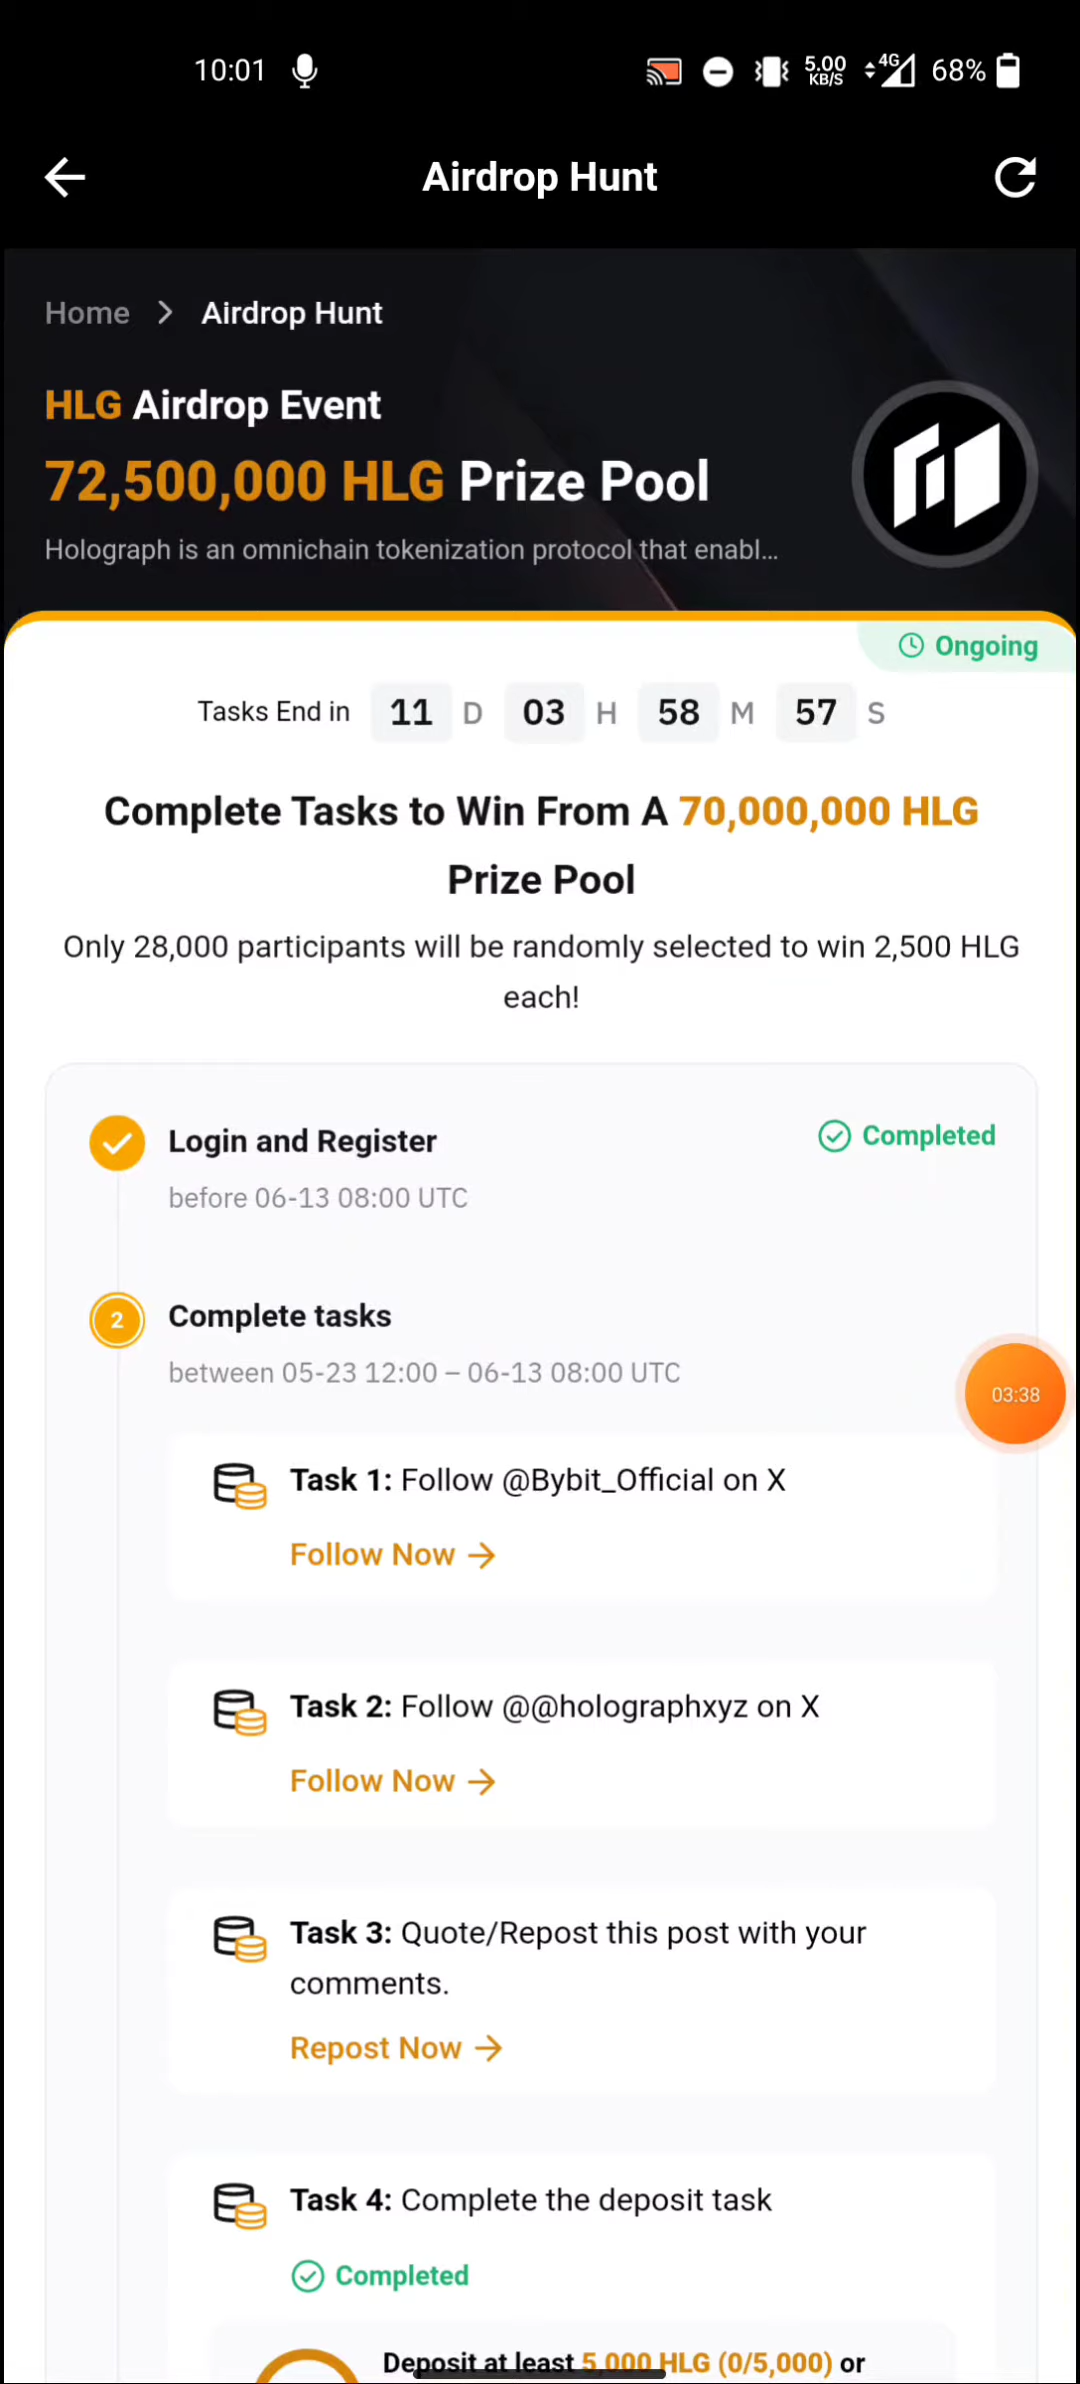 10:01
5.00
KB/S
4G
68%
Airdrop Hunt
Home > Airdrop Hunt
HLG Airdrop Event
72,500,000 HLG Prize Pool
Holograph is an omnichain tokenization protocol that enabl...
Ongoing
Tasks End in 11 D 03 H 58 M 57 S
Complete Tasks to Win From A 70,000,000 HLG
Prize Pool
Only 28,000 participants will be randomly selected to win 2,500 HLG
each!
Login and Register
Completed
before 06-13 08:00 UTC
2
Complete tasks
between 05-23 12:00 – 06-13 08:00 UTC
03:38
Task 1: Follow @Bybit_Official on X
Follow Now →
Task 2: Follow @@holographxyz on X
Follow Now →
Task 3: Quote/Repost this post with your
comments.
Repost Now →
Task 4: Complete the deposit task
Completed
Deposit at least 5,000 HLG (0/5,000) or